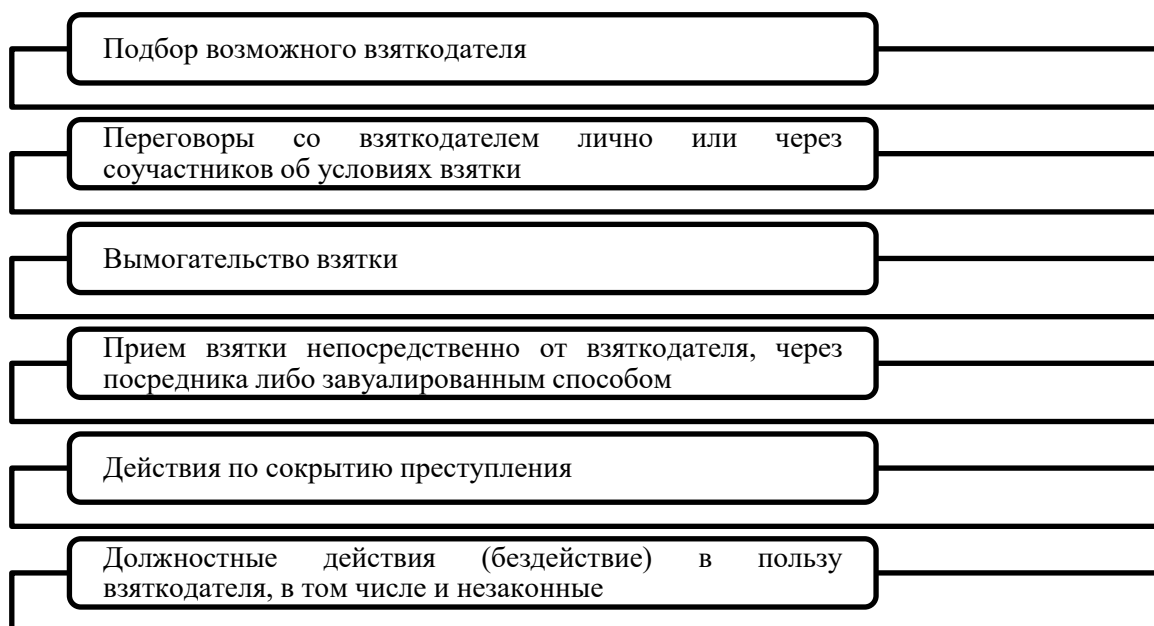 Подбор возможного взяткодателя
Переговоры со взяткодателем лично или через
соучастников об условиях взятки
Вымогательство взятки
Прием взятки непосредственно от взяткодателя, через
посредника либо завуалированным способом
Действия по сокрытию преступления
Должностные действия (бездействие) в пользу
взяткодателя, в том числе и незаконные